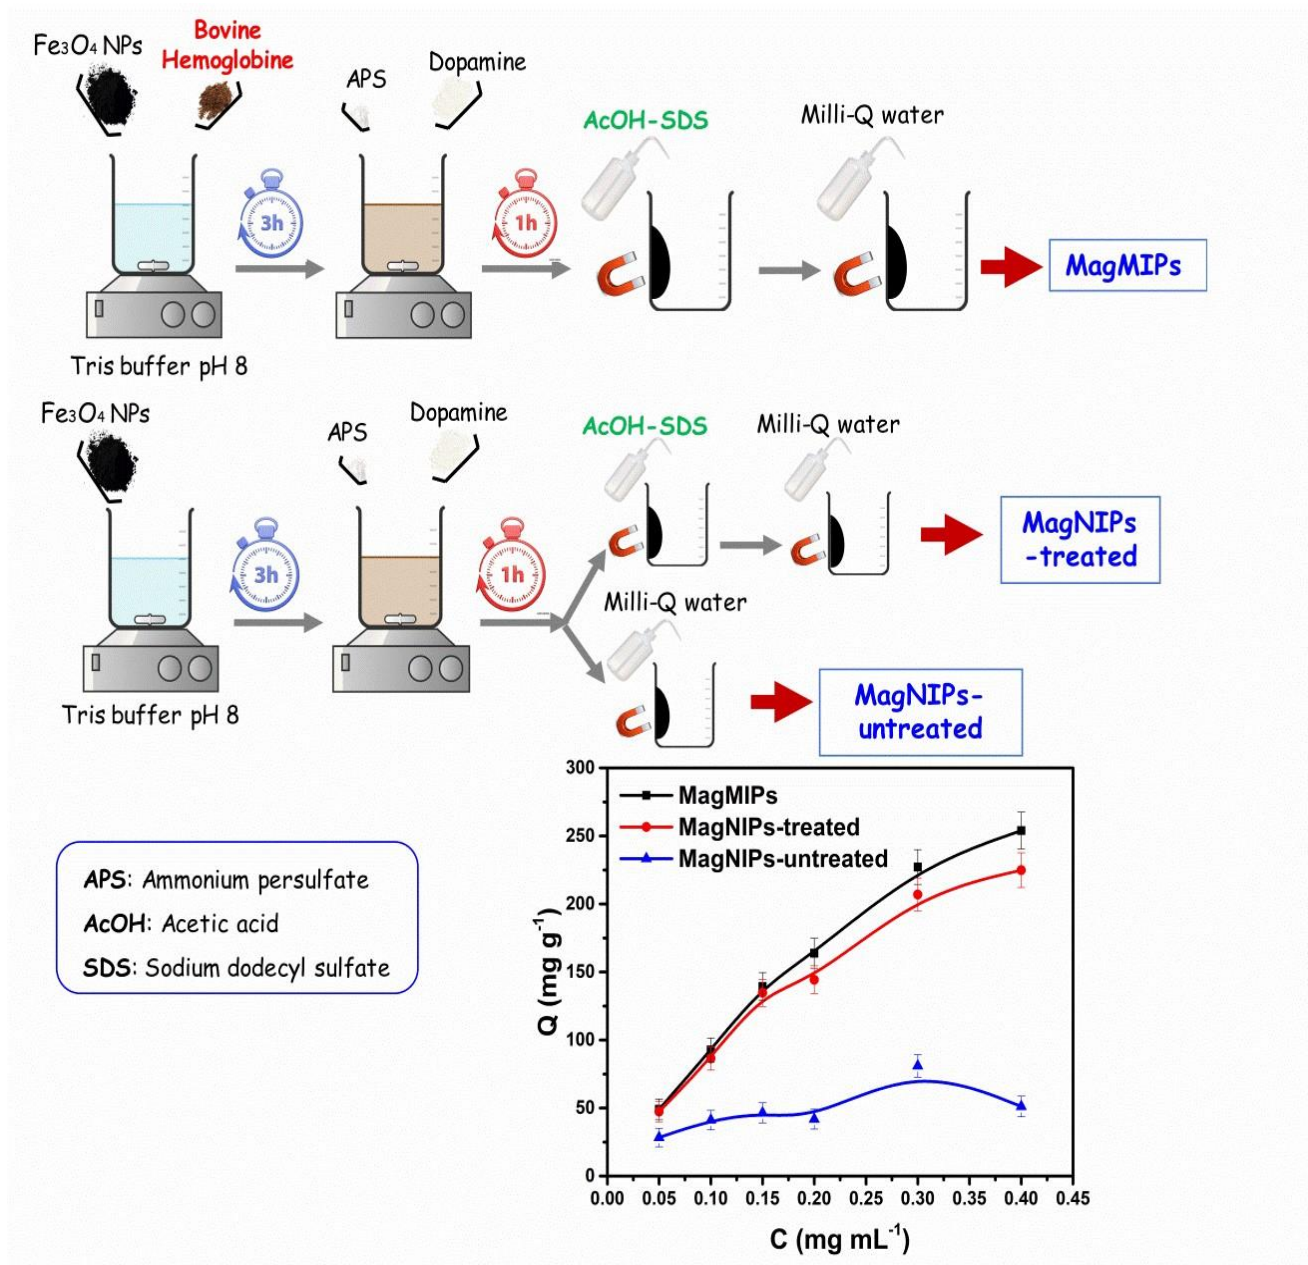 Fe3O4 NPs
Bovine
Hemoglobine
APS
Dopamine
AcOH-SDS
Milli-Q water
3h
1h
MagMIPs
Tris buffer pH 8
Fe3O4 NPs
APS
Dopamine
AcOH-SDS
Milli-Q water
3h
1h
MagNIPs
-treated
Milli-Q water
Tris buffer pH 8
MagNIPs-
untreated
APS: Ammonium persulfate
AcOH: Acetic acid
SDS: Sodium dodecyl sulfate
MagMIPs
MagNIPs-treated
MagNIPs-untreated
300
250
200
150
100
50
0
Q (mg g-1)
0.00 0.05 0.10 0.15 0.20 0.30 0.35 0.40 0.45
C (mg mL-1)